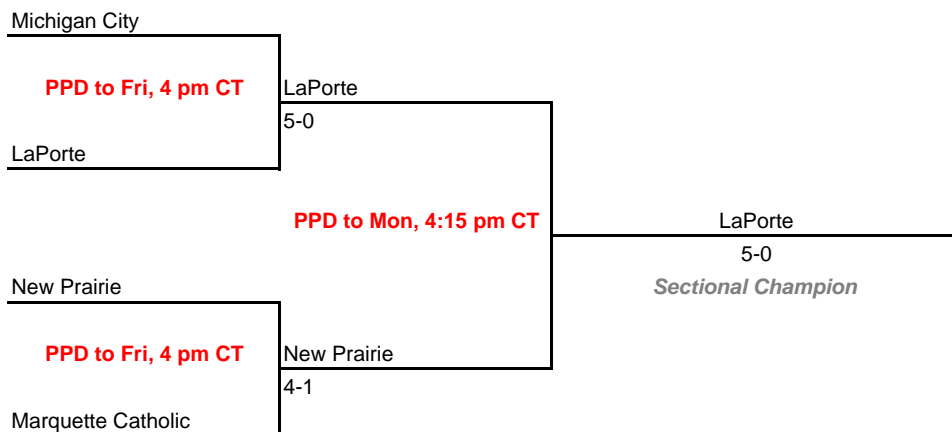 Michigan City
PPD to Fri, 4 pm CT
LaPorte
5-0
LaPorte
PPD to Mon, 4:15 pm CT
LaPorte
5-0
Sectional Champion
New Prairie
PPD to Fri, 4 pm CT
New Prairie
4-1
Marquette Catholic